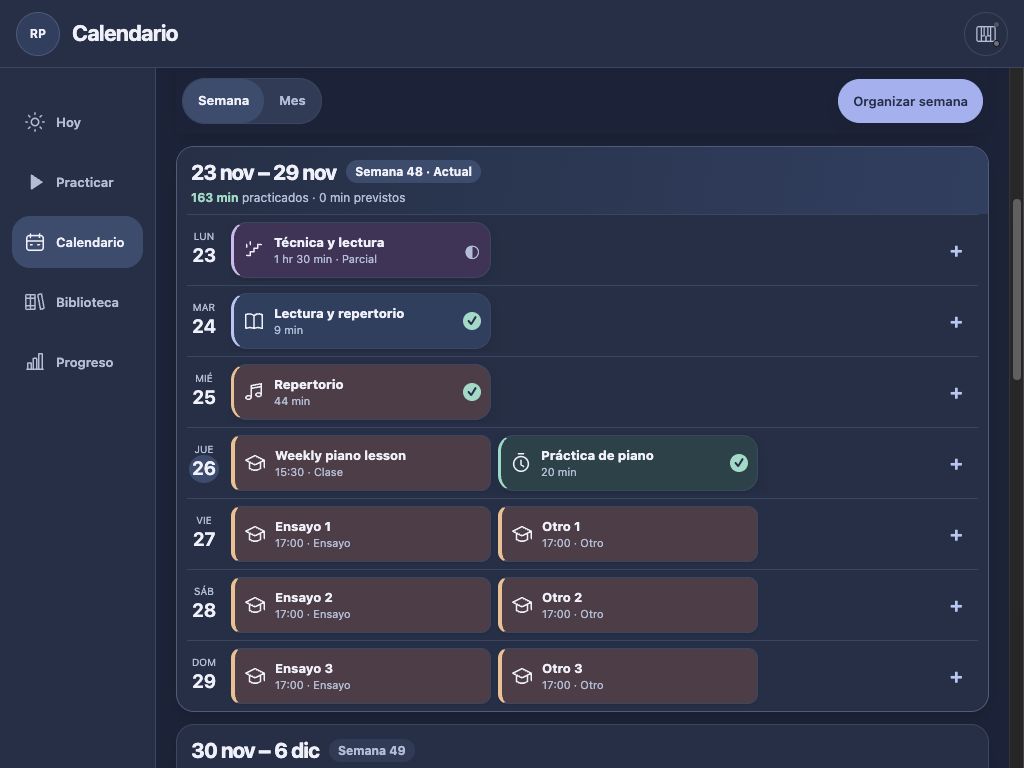 RP
Calendario
Hoy
Practicar
Calendario
Biblioteca
Progreso
Semana
Mes
Organizar semana
23 nov – 29 nov
Semana 48 · Actual
163 min practicados · 0 min previstos
LUN
23
Técnica y lectura
1 hr 30 min · Parcial
+
MAR
24
Lectura y repertorio
9 min
+
MIÉ
25
Repertorio
44 min
+
JUE
26
Weekly piano lesson
15:30 · Clase
Práctica de piano
20 min
+
VIE
27
Ensayo 1
17:00 · Ensayo
Otro 1
17:00 · Otro
+
SÁB
28
Ensayo 2
17:00 · Ensayo
Otro 2
17:00 · Otro
+
DOM
29
Ensayo 3
17:00 · Ensayo
Otro 3
17:00 · Otro
+
30 nov – 6 dic
Semana 49